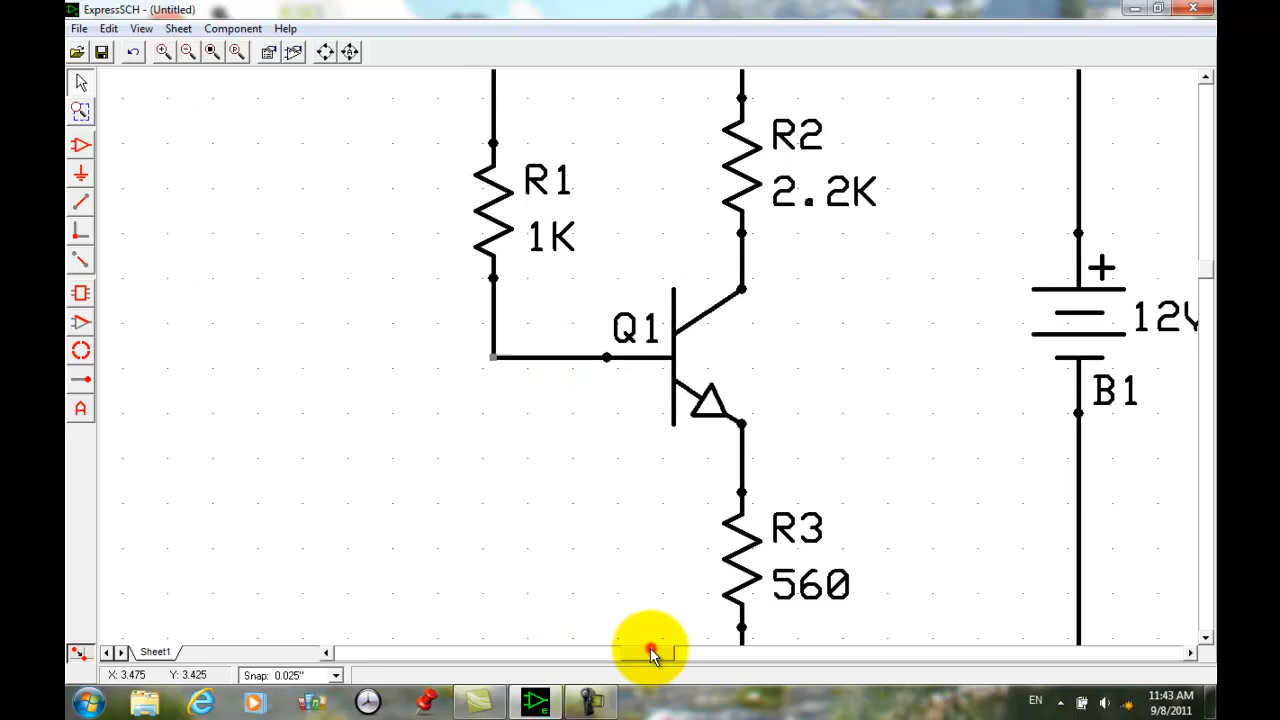 ExpressSCH - (Untitled)
File Edit View Sheet Component Help
R1
1K
R2
2.2K
Q1
+
12V
B1
R3
560
A
Sheet1
X: 3.475 Y: 3.425 Snap: 0.025"
EN
11:43 AM
9/8/2011